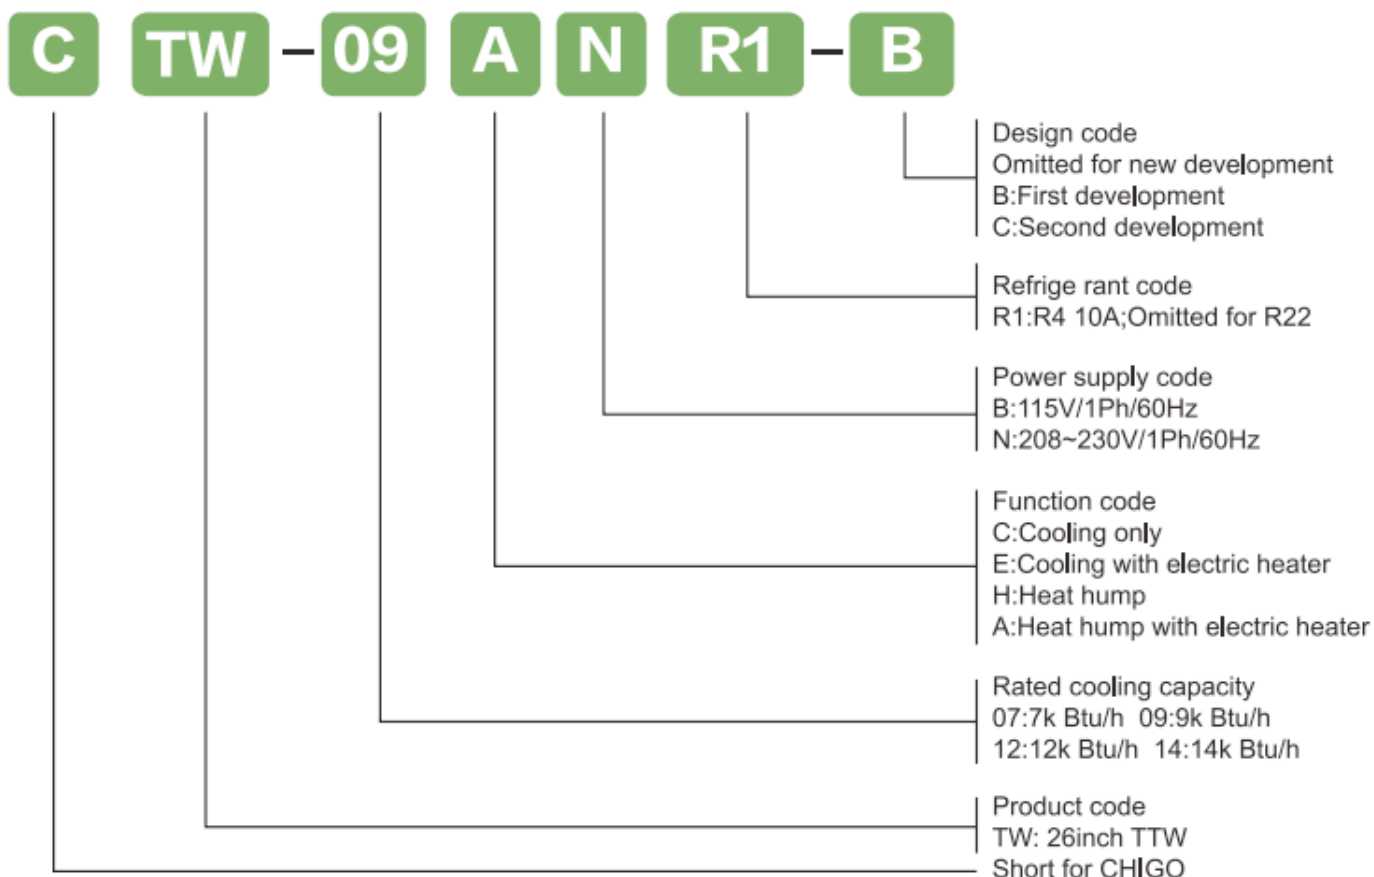 C TW - 09 A N R1 - B
Design code
Omitted for new development
B:First development
C:Second development
Refrige rant code
R1:R4 10A;Omitted for R22
Power supply code
B:115V/1Ph/60Hz
N:208~230V/1Ph/60Hz
Function code
C:Cooling only
E:Cooling with electric heater
H:Heat hump
A:Heat hump with electric heater
Rated cooling capacity
07:7k Btu/h 09:9k Btu/h
12:12k Btu/h 14:14k Btu/h
Product code
TW: 26inch TTW
Short for CHIGO